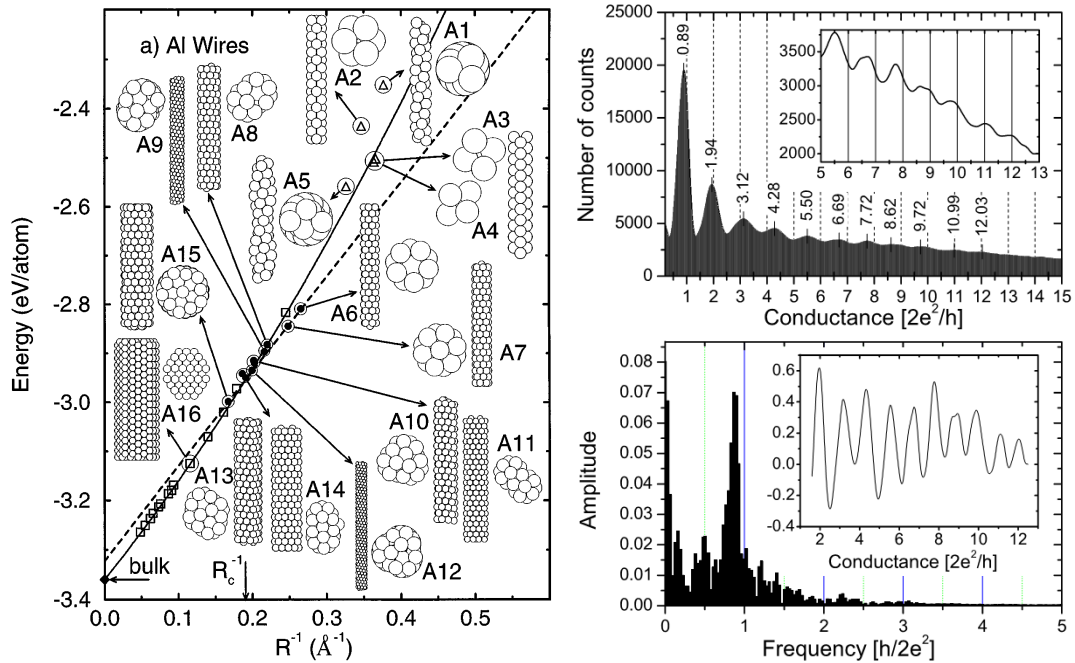 a) Al Wires
A1
A2
A3
A4
A5
A6
A7
A8
A9
A10
A11
A12
A13
A14
A15
A16
bulk
R_c^-1
Energy (eV/atom)
-2.4
-2.6
-2.8
-3.0
-3.2
-3.4
0.0 0.1 0.2 0.3 0.4 0.5
R^-1 (Å^-1)
Number of counts
25000
20000
15000
10000
5000
0
0.89
1.94
3.12
4.28
5.50
6.69
7.72
8.62
9.72
10.99
12.03
3500
3000
2500
2000
5 6 7 8 9 10 11 12 13
1 2 3 4 5 6 7 8 9 10 11 12 13 14 15
Conductance [2e²/h]
Amplitude
0.08
0.07
0.06
0.05
0.04
0.03
0.02
0.01
0.00
0.6
0.4
0.2
0.0
-0.2
-0.4
2 4 6 8 10 12
Conductance [2e²/h]
0 1 2 3 4 5
Frequency [h/2e²]